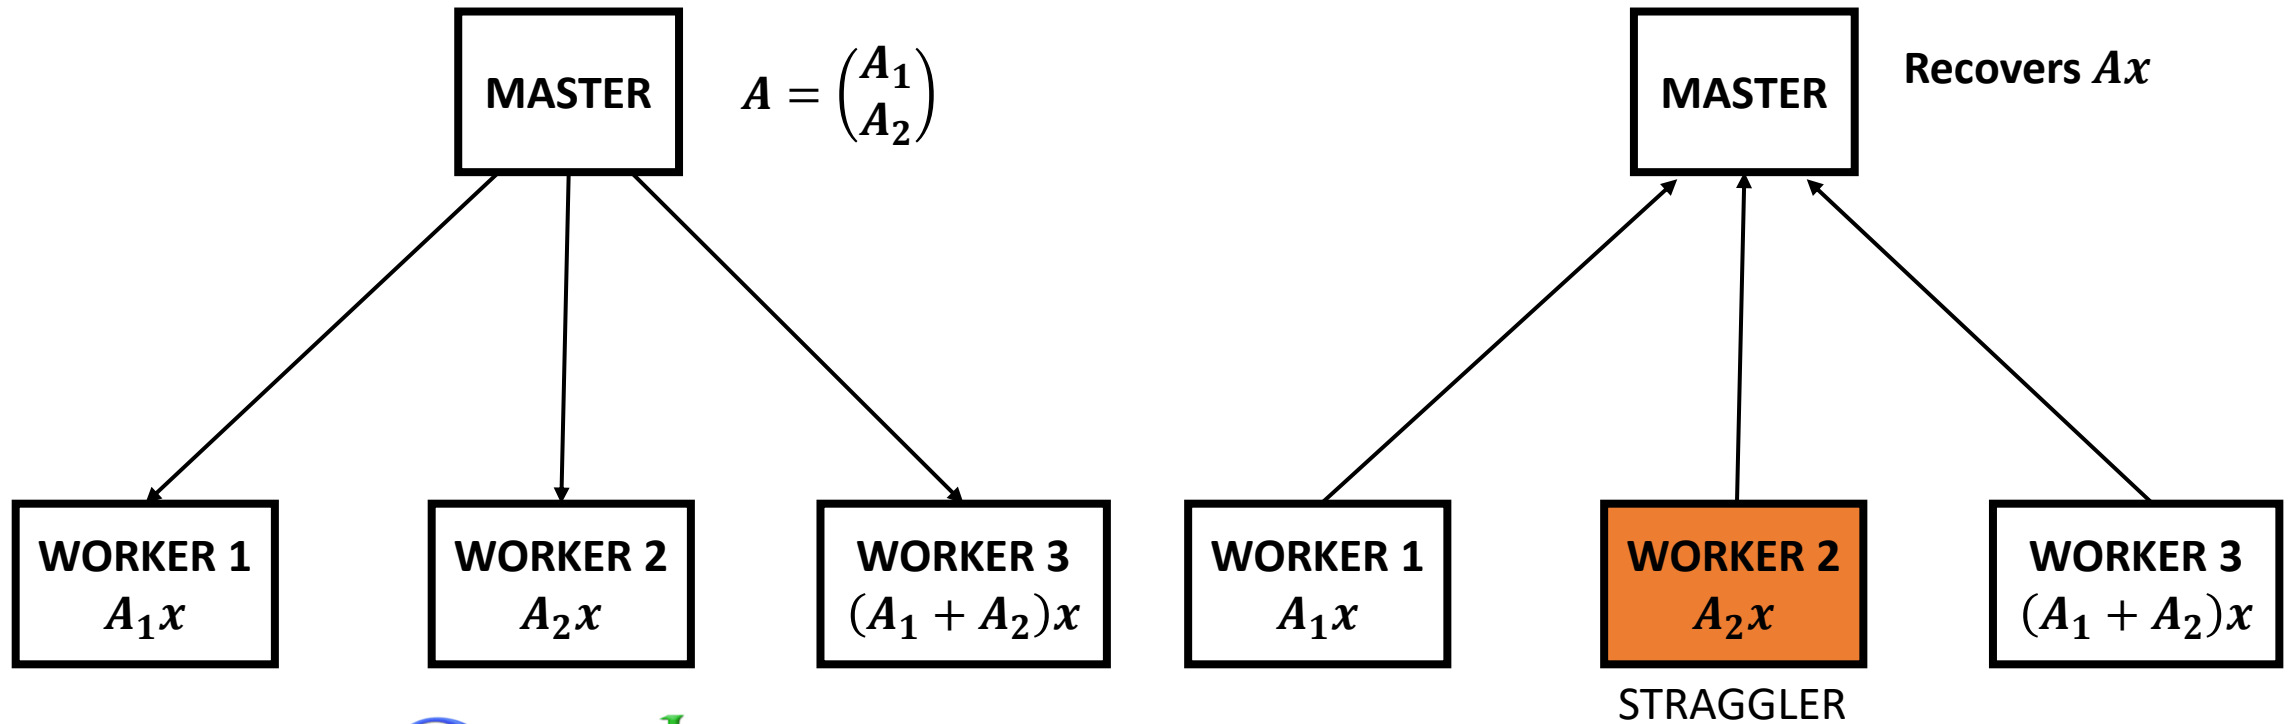 MASTER
A = (A₁
A₂)
WORKER 1
A₁x
WORKER 2
A₂x
WORKER 3
(A₁ + A₂)x
MASTER
Recovers Ax
WORKER 1
A₁x
WORKER 2
A₂x
STRAGGLER
WORKER 3
(A₁ + A₂)x